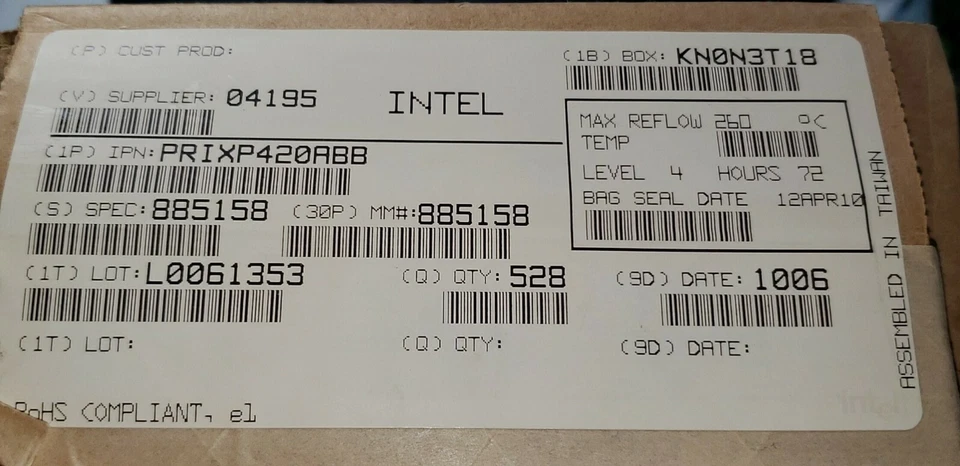 (P) CUST PROD:
(1B) BOX: KN0N3T18
(V) SUPPLIER: 04195
INTEL
MAX REFLOW 260 °C
TEMP
LEVEL 4 HOURS 72
BAG SEAL DATE 12APR10
(1P) IPN: PRIXP420ABB
(S) SPEC: 885158 (30P) MM#: 885158
(1T) LOT: L0061353 (Q) QTY: 528 (9D) DATE: 1006
(1T) LOT: (Q) QTY: (9D) DATE:
RoHS COMPLIANT, e1
ASSEMBLED IN TAIWAN
intel